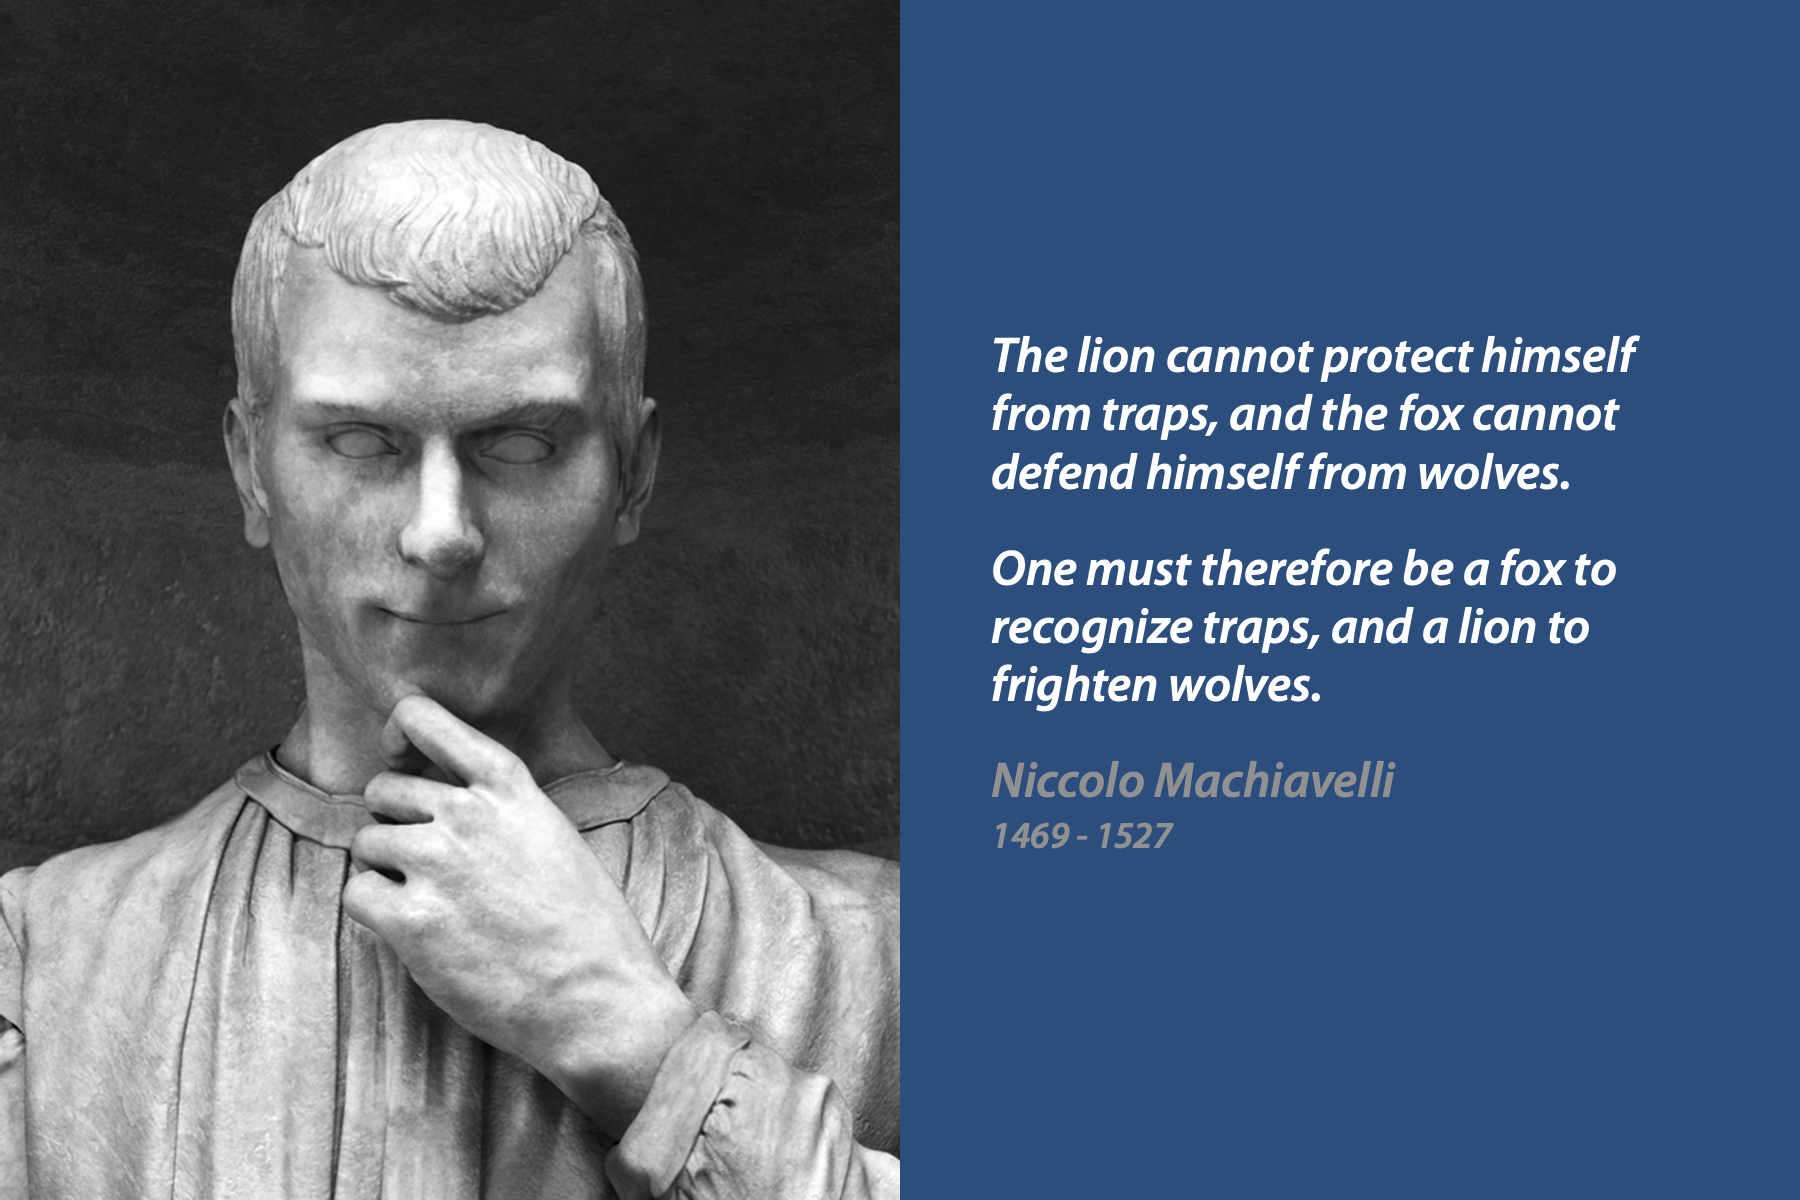 The lion cannot protect himself
from traps, and the fox cannot
defend himself from wolves.
One must therefore be a fox to
recognize traps, and a lion to
frighten wolves.
Niccolo Machiavelli
1469 - 1527